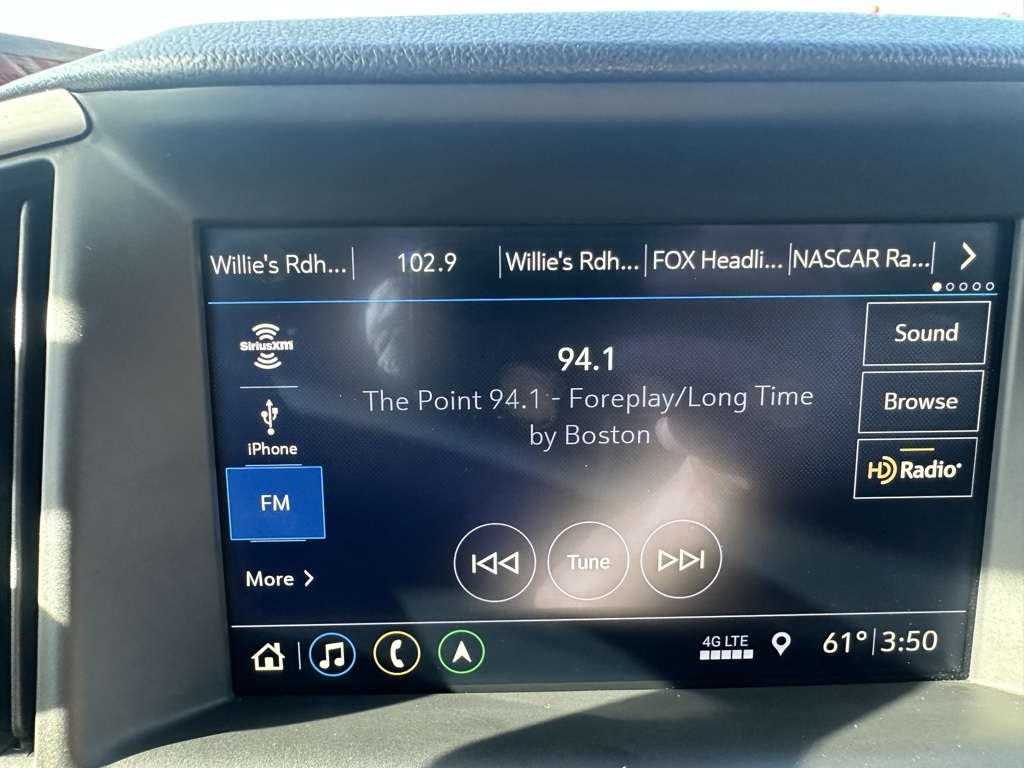 Willie's Rdh... 102.9 Willie's Rdh... FOX Headli... NASCAR Ra...
SiriusXM
iPhone
FM
More
94.1
The Point 94.1 - Foreplay/Long Time
by Boston
Tune
Sound
Browse
HD Radio
4G LTE
61° 3:50